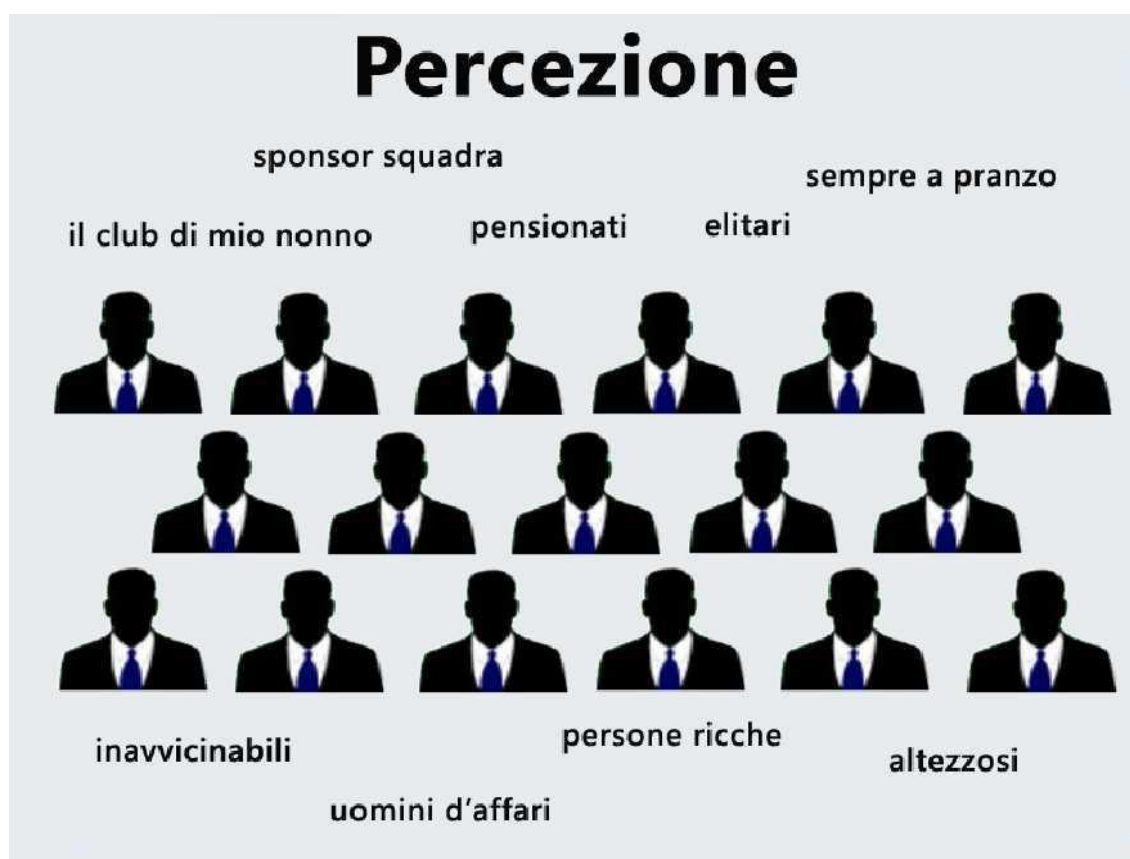 Percezione
sponsor squadra
sempre a pranzo
il club di mio nonno
pensionati
elitari
inavvicinabili
persone ricche
altezzosi
uomini d'affari